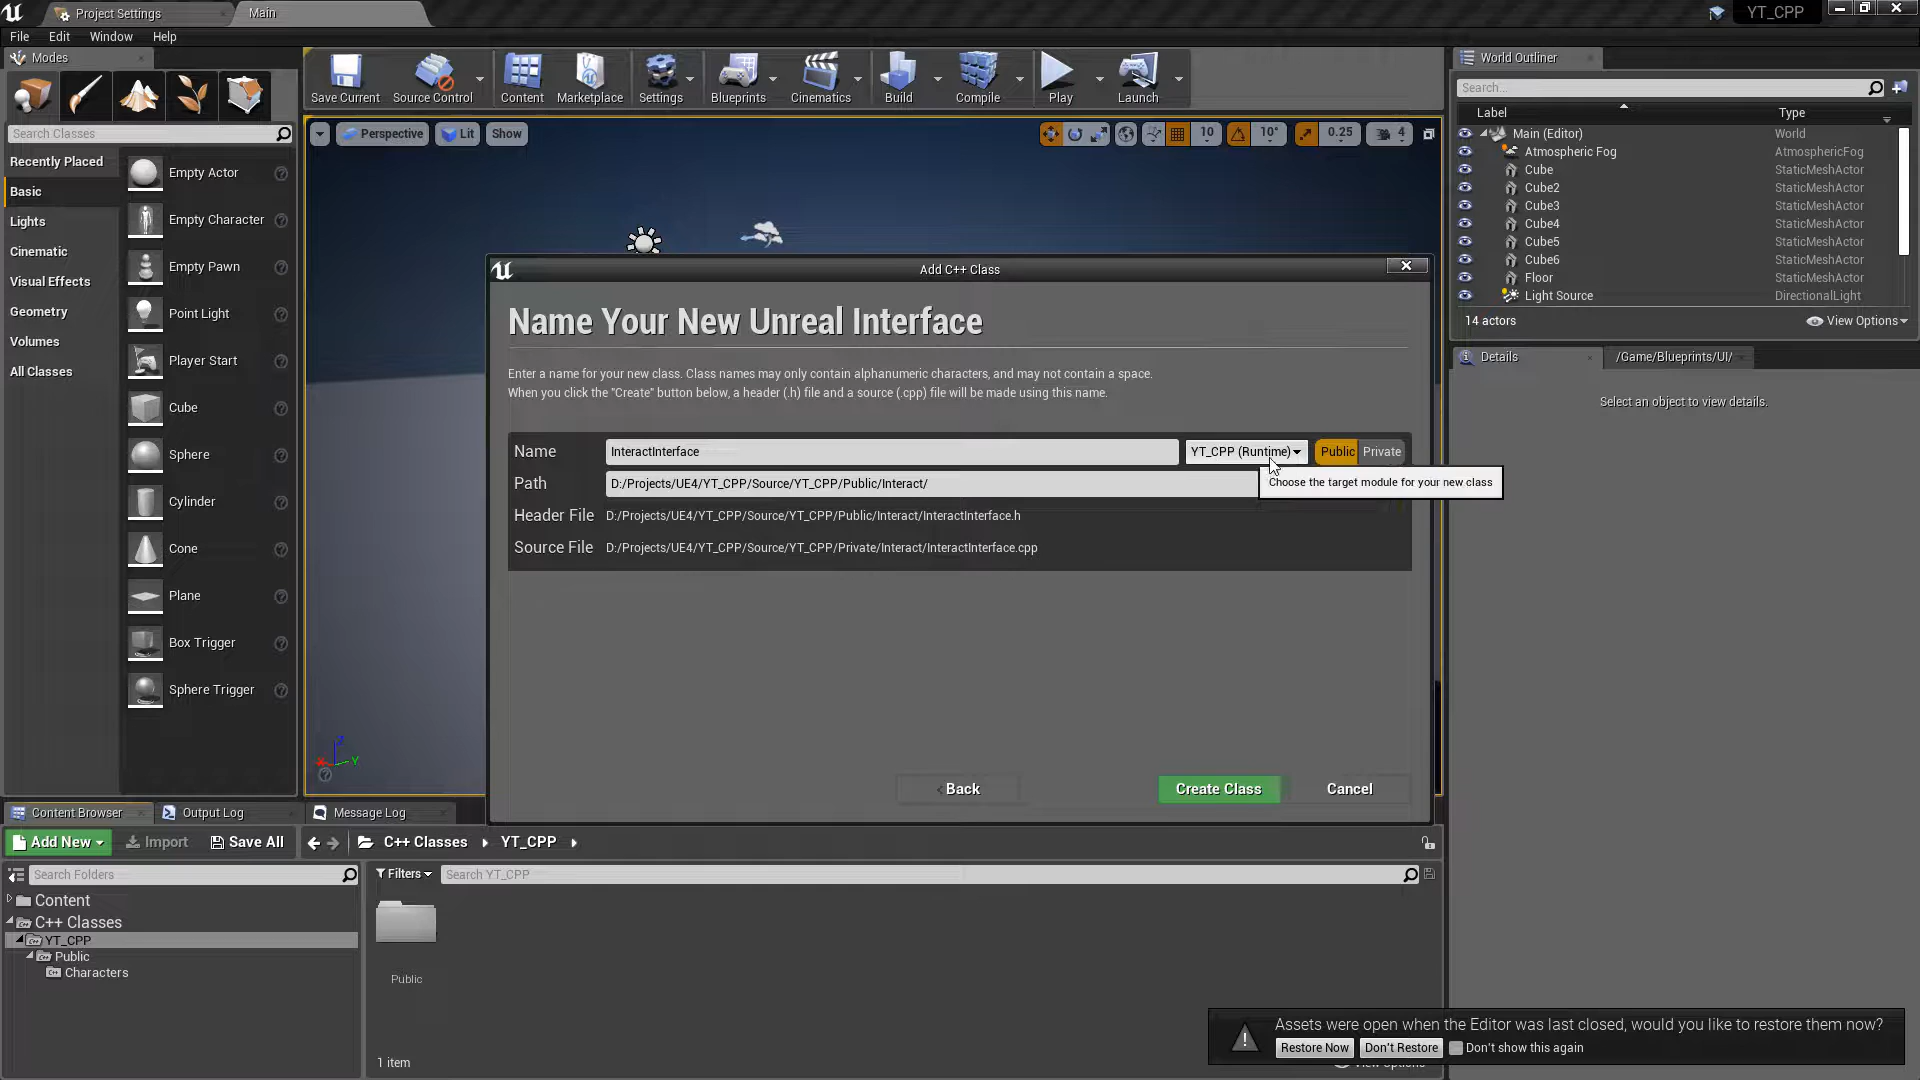 Project Settings
Main
YT_CPP
File Edit Window Help
Modes
Save Current
Source Control
Content
Marketplace
Settings
Blueprints
Cinematics
Build
Compile
Play
Launch
World Outliner
Search...
Label Type
Main (Editor) World
Atmospheric Fog AtmosphericFog
Cube StaticMeshActor
Cube2 StaticMeshActor
Cube3 StaticMeshActor
Cube4 StaticMeshActor
Cube5 StaticMeshActor
Cube6 StaticMeshActor
Floor StaticMeshActor
Light Source DirectionalLight
14 actors
View Options
Details
/Game/Blueprints/UI/
Select an object to view details.
Search Classes
Recently Placed
Basic
Lights
Cinematic
Visual Effects
Geometry
Volumes
All Classes
Empty Actor
Empty Character
Empty Pawn
Point Light
Player Start
Cube
Sphere
Cylinder
Cone
Plane
Box Trigger
Sphere Trigger
Perspective
Lit
Show
10
10°
0.25
4
Z
X
Y
Add C++ Class
Name Your New Unreal Interface
Enter a name for your new class. Class names may only contain alphanumeric characters, and may not contain a space.
When you click the "Create" button below, a header (.h) file and a source (.cpp) file will be made using this name.
Name InteractInterface YT_CPP (Runtime) Public Private
Path D:/Projects/UE4/YT_CPP/Source/YT_CPP/Public/Interact/
Choose the target module for your new class
Header File D:/Projects/UE4/YT_CPP/Source/YT_CPP/Public/Interact/InteractInterface.h
Source File D:/Projects/UE4/YT_CPP/Source/YT_CPP/Private/Interact/InteractInterface.cpp
Back
Create Class
Cancel
Content Browser
Output Log
Message Log
Add New
Import
Save All
C++ Classes
YT_CPP
Search Folders
Filters
Search YT_CPP
Content
C++ Classes
YT_CPP
Public
Characters
Public
1 item
View Options
Assets were open when the Editor was last closed, would you like to restore them now?
Restore Now
Don't Restore
Don't show this again